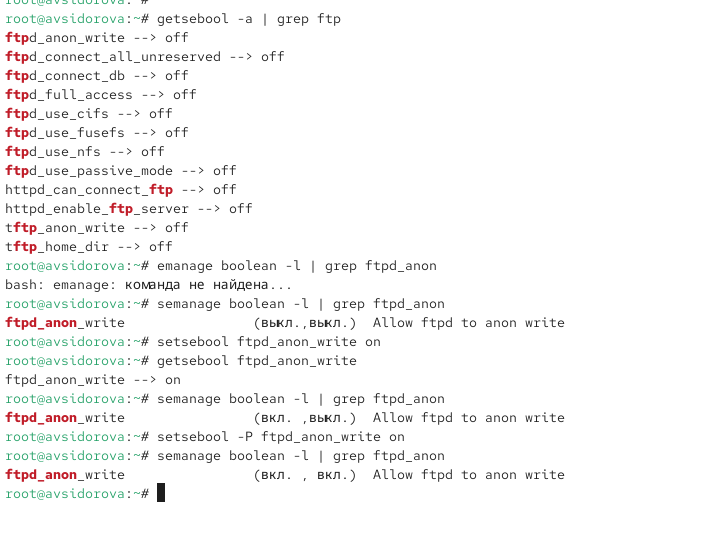 root@avsidorova:~#
root@avsidorova:~# getsebool -a | grep ftp
ftpd_anon_write --> off
ftpd_connect_all_unreserved --> off
ftpd_connect_db --> off
ftpd_full_access --> off
ftpd_use_cifs --> off
ftpd_use_fusefs --> off
ftpd_use_nfs --> off
ftpd_use_passive_mode --> off
httpd_can_connect_ftp --> off
httpd_enable_ftp_server --> off
tftp_anon_write --> off
tftp_home_dir --> off
root@avsidorova:~# emanage boolean -l | grep ftpd_anon
bash: emanage: команда не найдена...
root@avsidorova:~# semanage boolean -l | grep ftpd_anon
ftpd_anon_write                (выкл.,выкл.)  Allow ftpd to anon write
root@avsidorova:~# setsebool ftpd_anon_write on
root@avsidorova:~# getsebool ftpd_anon_write
ftpd_anon_write --> on
root@avsidorova:~# semanage boolean -l | grep ftpd_anon
ftpd_anon_write                (вкл. ,выкл.)  Allow ftpd to anon write
root@avsidorova:~# setsebool -P ftpd_anon_write on
root@avsidorova:~# semanage boolean -l | grep ftpd_anon
ftpd_anon_write                (вкл. , вкл.)  Allow ftpd to anon write
root@avsidorova:~#